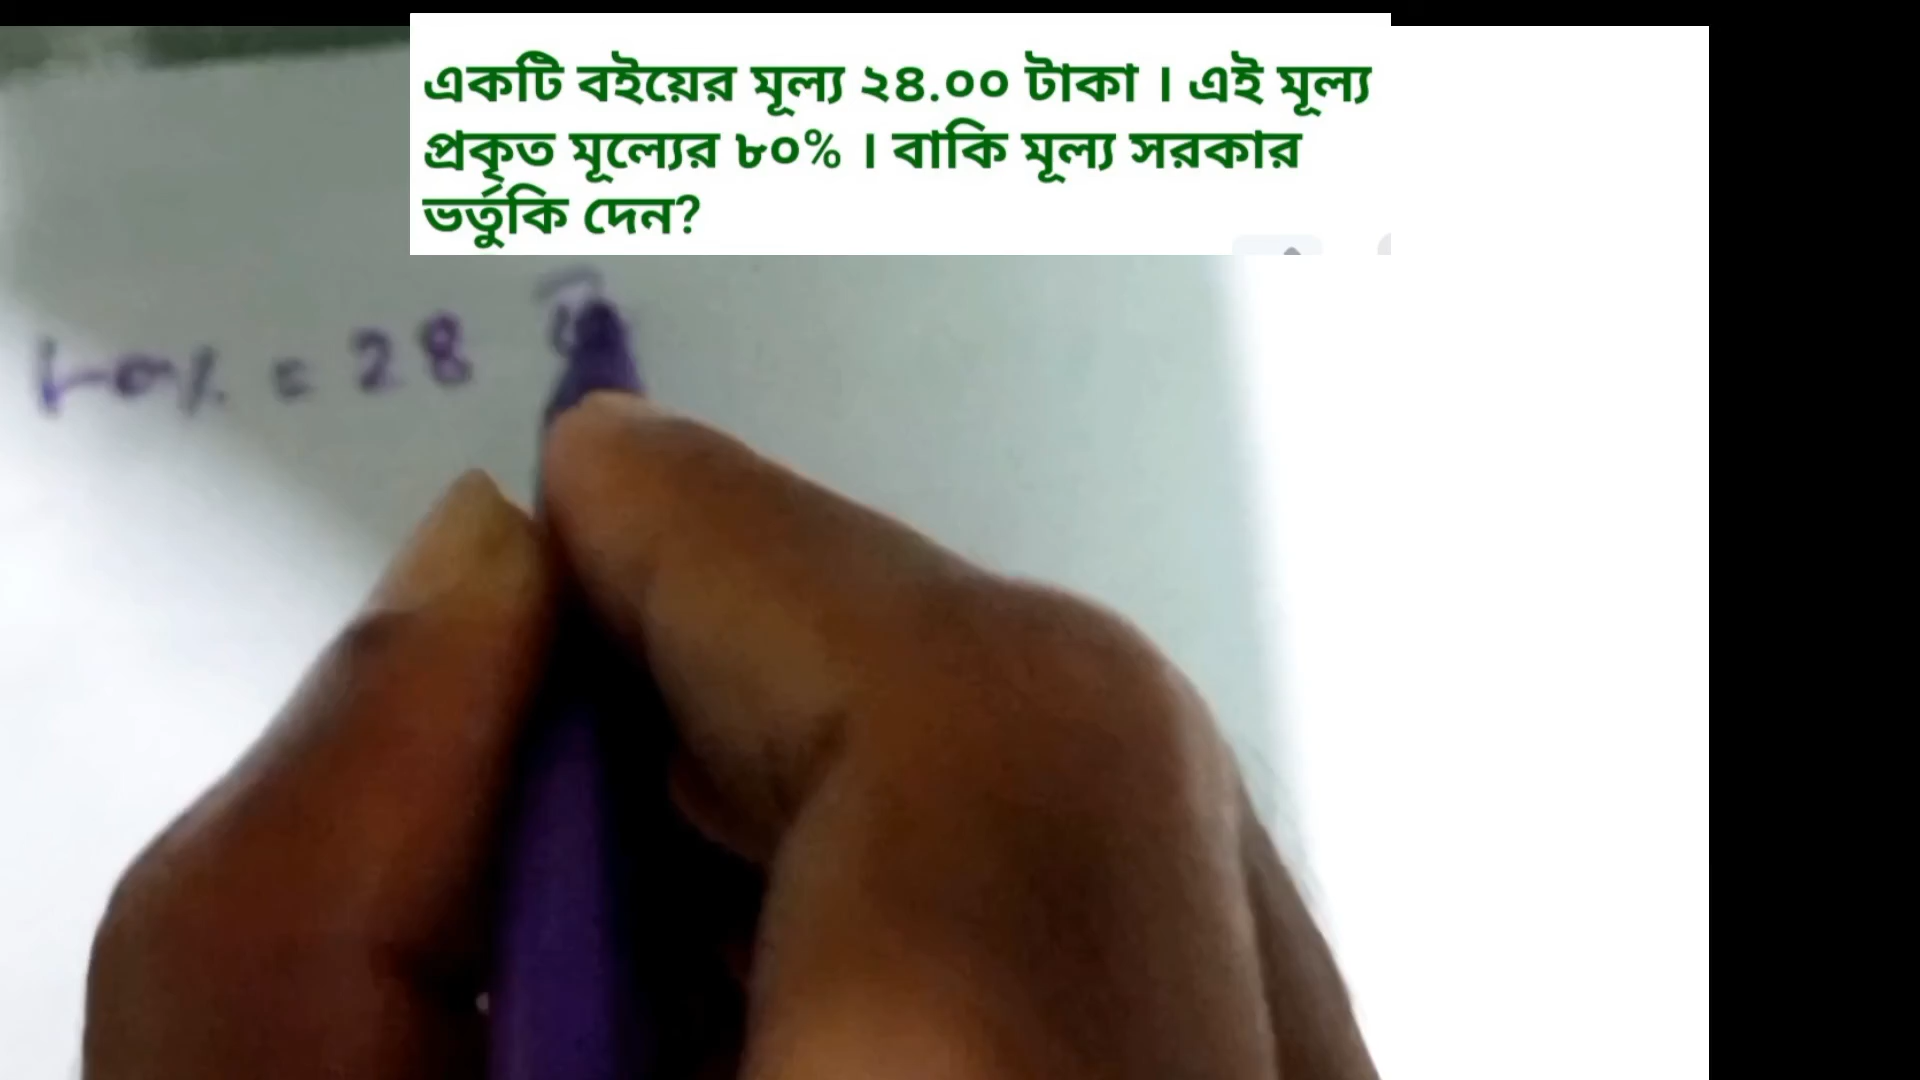 একটি বইয়ের মূল্য ২৪.০০ টাকা । এই মূল্য
প্রকৃত মূল্যের ৮০% । বাকি মূল্য সরকার
ভর্তুকি দেন?
৮০% = ২৪